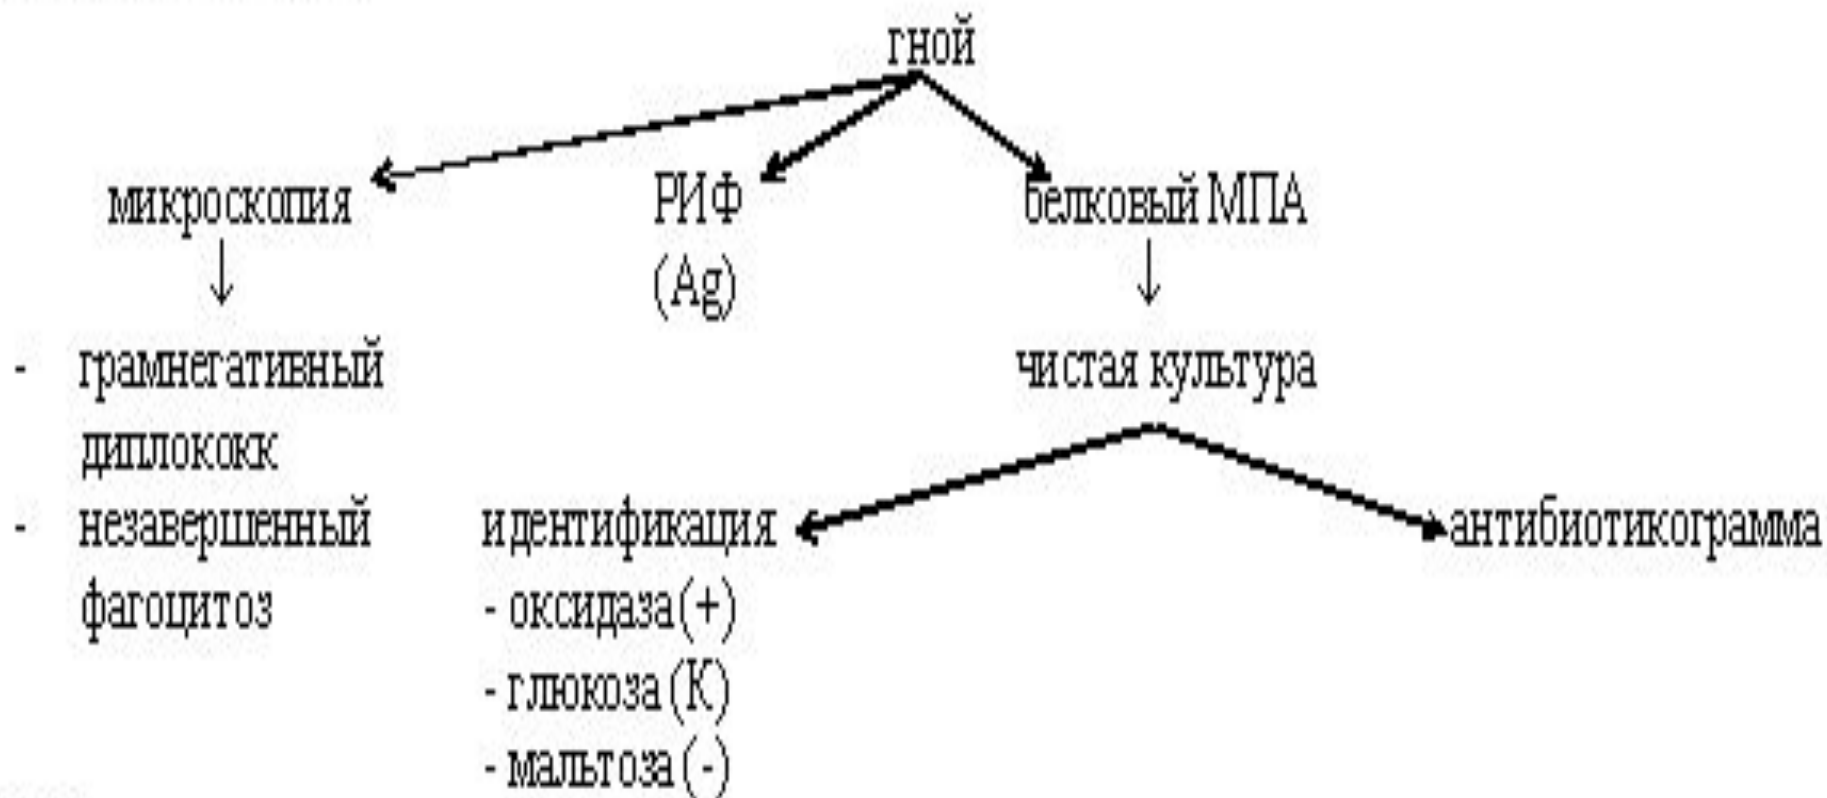 гной
микроскопия РИФ белковый МПА
(Ag)
- грамнегативный чистая культура
диплококк
- незавершенный идентификация антибиотикограмма
фагоцитоз - оксидаза (+)
- глюкоза (К)
- мальтоза (-)